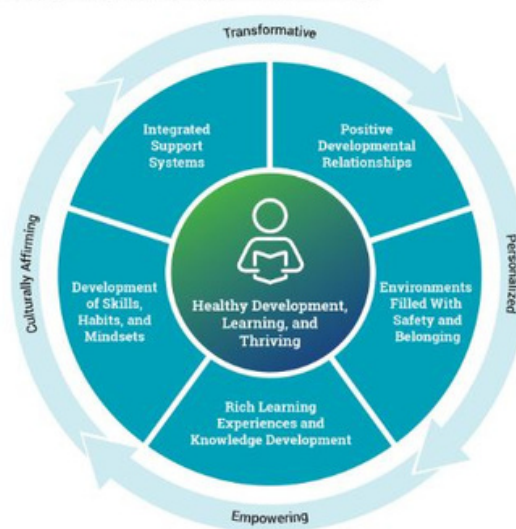 Transformative
Integrated
Support
Systems
Positive
Developmental
Relationships
Culturally Affirming
Personalized
Development
of Skills,
Habits, and
Mindsets
Healthy Development,
Learning, and
Thriving
Environments
Filled With
Safety and
Belonging
Rich Learning
Experiences and
Knowledge Development
Empowering